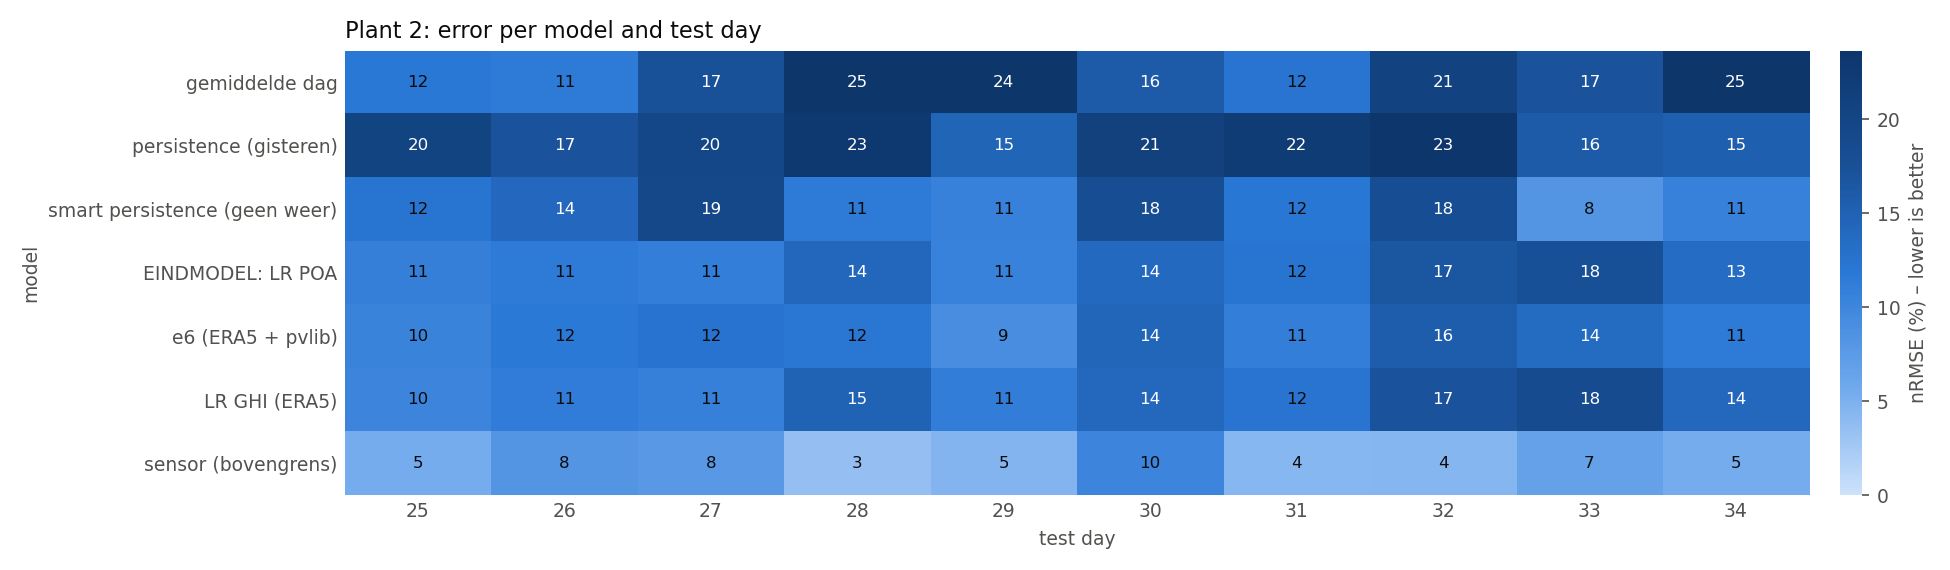 Plant 2: error per model and test day
model
gemiddelde dag 12 11 17 25 24 16 12 21 17 25
persistence (gisteren) 20 17 20 23 15 21 22 23 16 15
smart persistence (geen weer) 12 14 19 11 11 18 12 18 8 11
EINDMODEL: LR POA 11 11 11 14 11 14 12 17 18 13
e6 (ERA5 + pvlib) 10 12 12 12 9 14 11 16 14 11
LR GHI (ERA5) 10 11 11 15 11 14 12 17 18 14
sensor (bovengrens) 5 8 8 3 5 10 4 4 7 5
25 26 27 28 29 30 31 32 33 34
test day
20
15
10
5
0
nRMSE (%) – lower is better